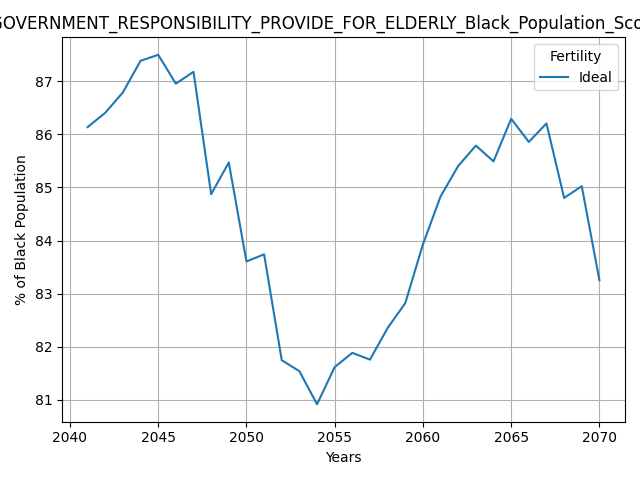 GOVERNMENT_RESPONSIBILITY_PROVIDE_FOR_ELDERLY_Black_Population_Sco
Fertility
Ideal
% of Black Population
87
86
85
84
83
82
81
2040 2045 2050 2055 2060 2065 2070
Years